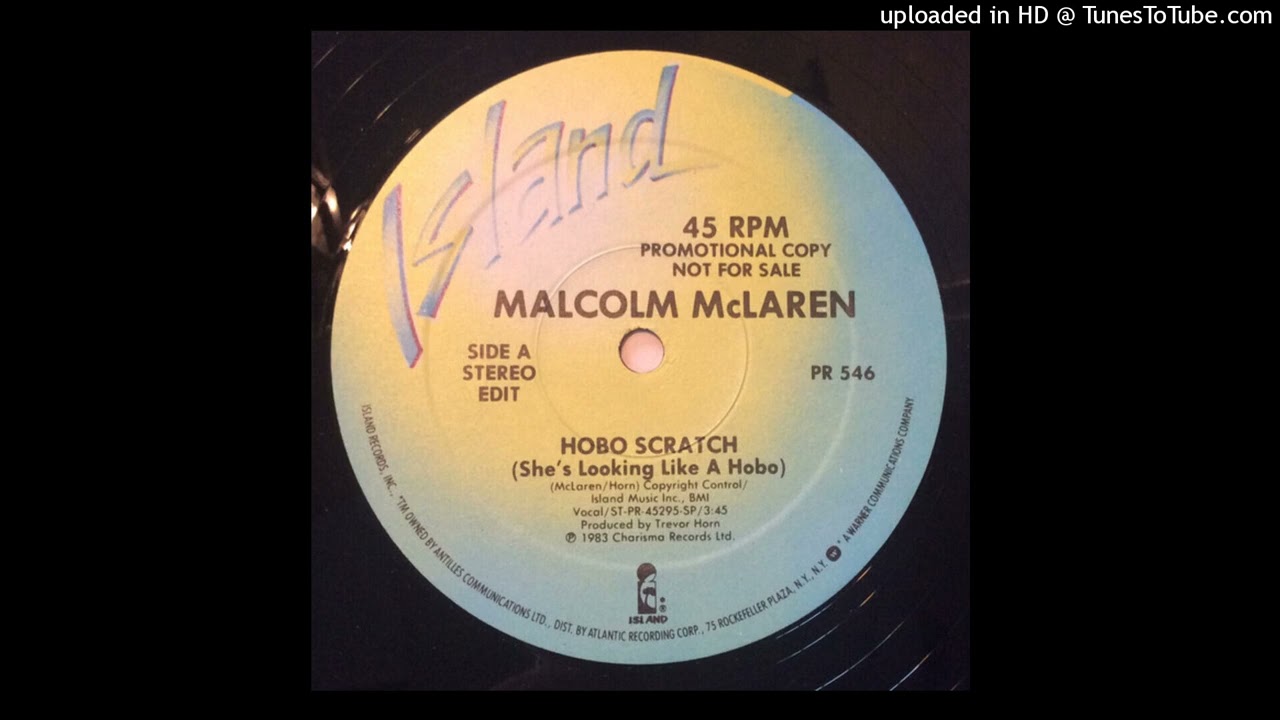 uploaded in HD @ TunesToTube.com
Island
45 RPM
PROMOTIONAL COPY
NOT FOR SALE
MALCOLM McLAREN
SIDE A
STEREO
EDIT
PR 546
HOBO SCRATCH
(She's Looking Like A Hobo)
(McLaren/Horn) Copyright Control/
Island Music Inc., BMI
Vocal/ST-PR-45295-SP/3:45
Produced by Trevor Horn
℗ 1983 Charisma Records Ltd.
ISLAND®
ISLAND RECORDS, INC., "TM OWNED BY ANTILLES COMMUNICATIONS LTD., DIST. BY ATLANTIC RECORDING CORP., 75 ROCKEFELLER PLAZA, N.Y., N.Y. " A WARNER COMMUNICATIONS COMPANY